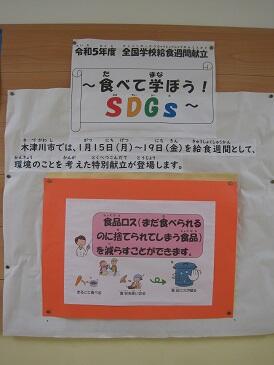 令和5年度 全国学校給食週間献立
～食べて学ぼう！
SDGs ～
木津川市では、1月15日(月)～19日(金)を給食週間として、
環境のことを考えた特別献立が登場します。
食品ロス(まだ食べられる
のに捨てられてしまう食品)
を減らすことができます。